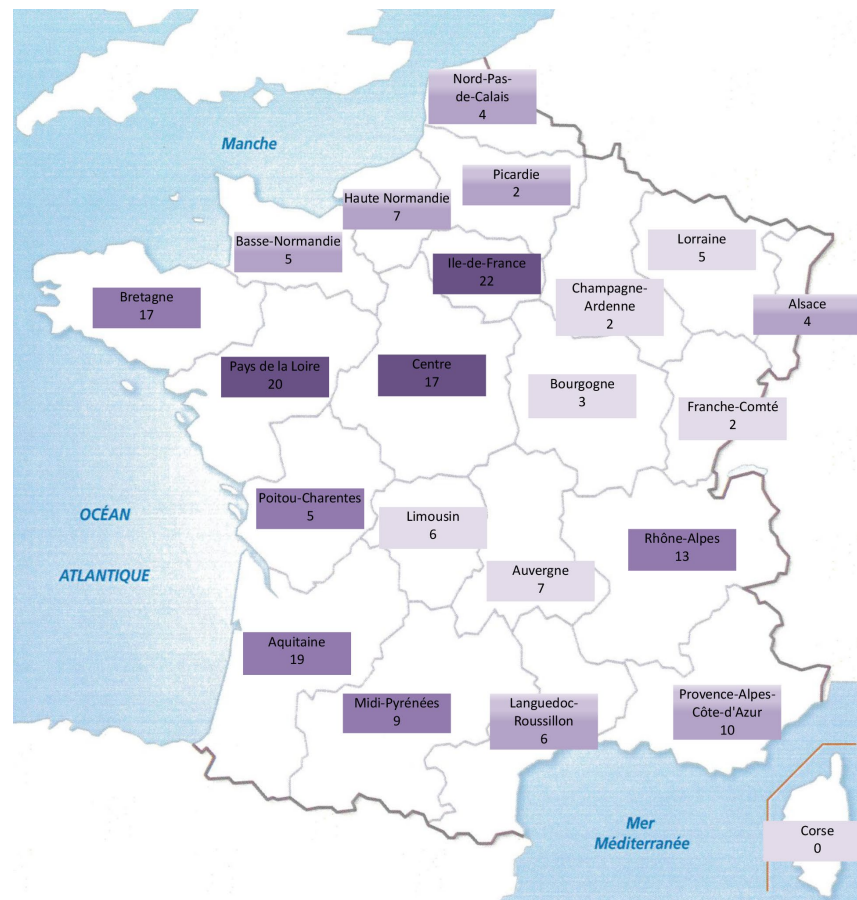 Nord-Pas-
de-Calais
4
Manche
Picardie
2
Haute Normandie
7
Basse-Normandie
5
Lorraine
5
Ile-de-France
22
Champagne-
Ardenne
2
Bretagne
17
Alsace
4
Pays de la Loire
20
Centre
17
Bourgogne
3
Franche-Comté
2
Poitou-Charentes
5
OCÉAN
ATLANTIQUE
Limousin
6
Rhône-Alpes
13
Auvergne
7
Aquitaine
19
Midi-Pyrénées
9
Languedoc-
Roussillon
6
Provence-Alpes-
Côte-d'Azur
10
Mer
Méditerranée
Corse
0